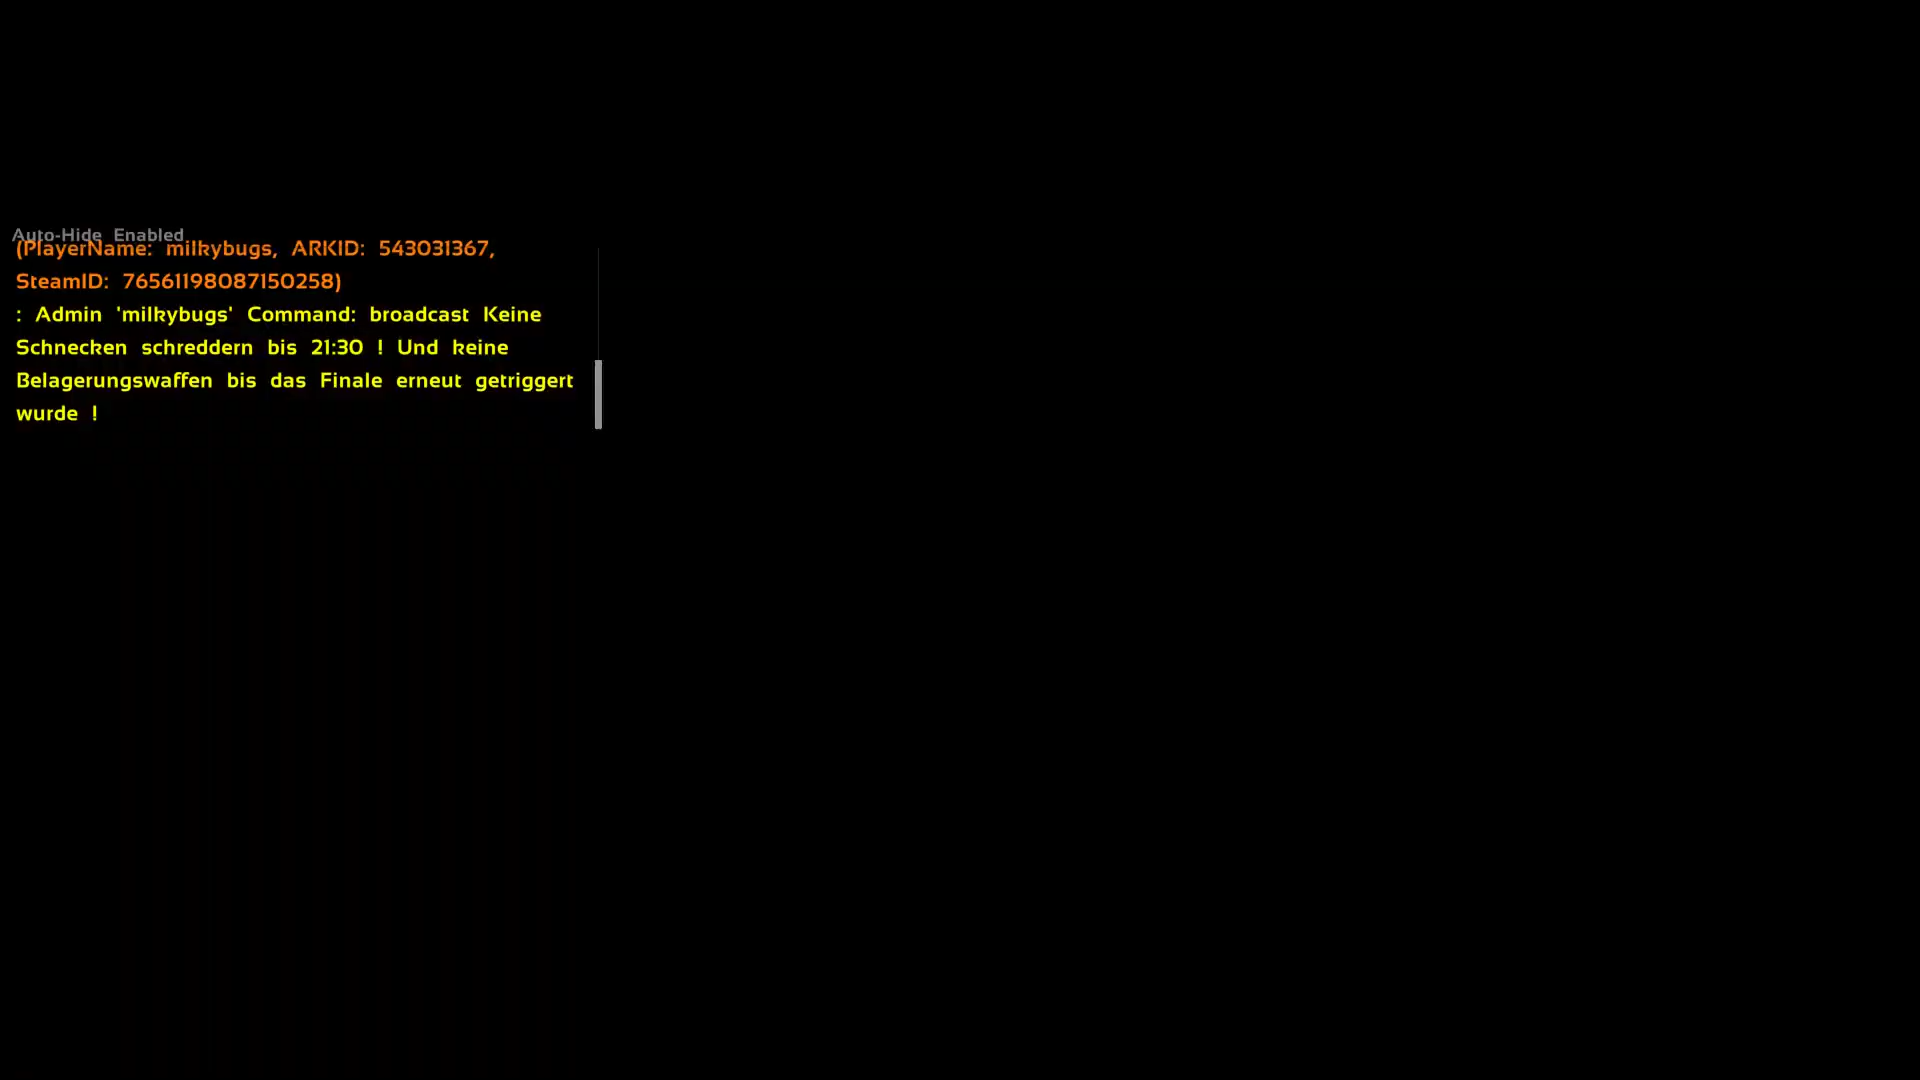 Auto-Hide Enabled
(PlayerName: milkybugs, ARKID: 543031367,
SteamID: 76561198087150258)
: Admin 'milkybugs' Command: broadcast Keine
Schnecken schreddern bis 21:30 ! Und keine
Belagerungswaffen bis das Finale erneut getriggert
wurde !